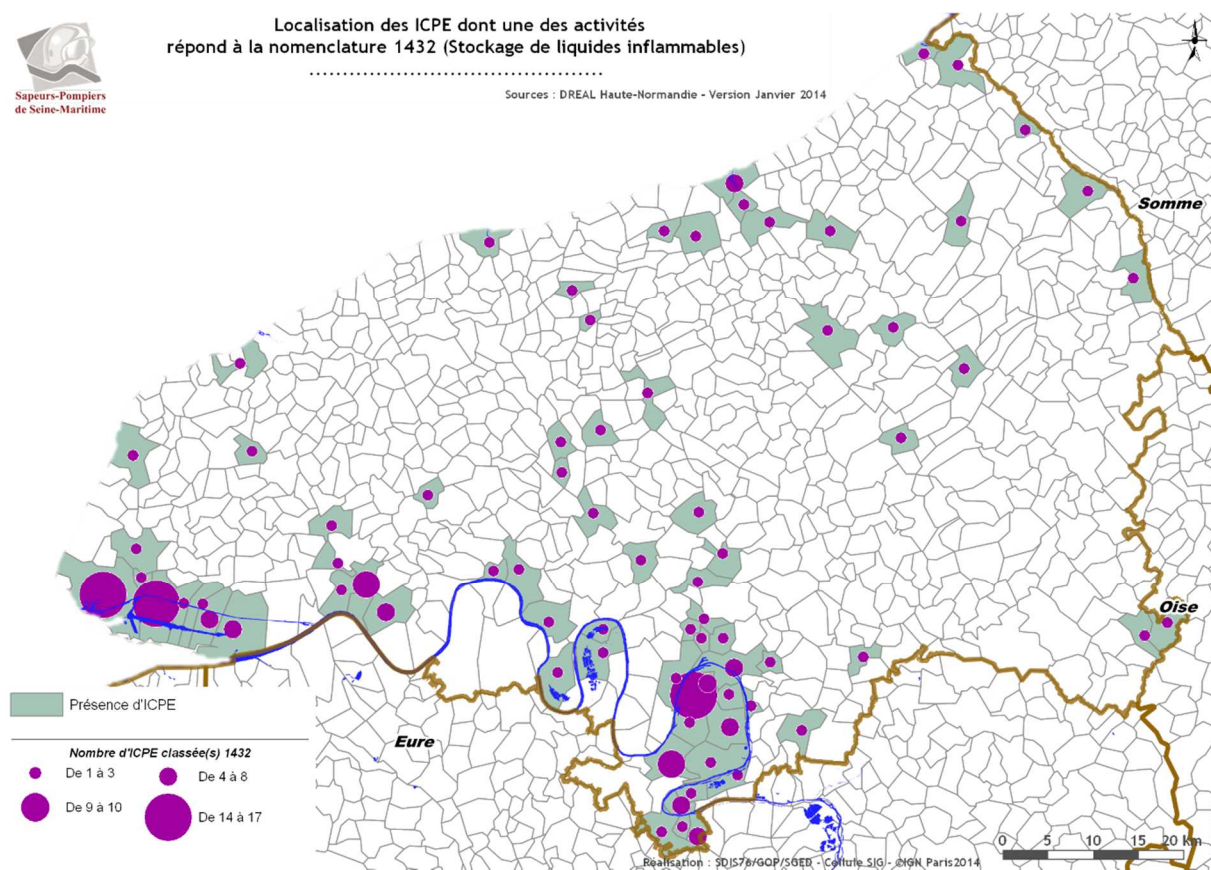 Localisation des ICPE dont une des activités
répond à la nomenclature 1432 (Stockage de liquides inflammables)
Sources : DREAL Haute-Normandie - Version Janvier 2014
Sapeurs-Pompiers
de Seine-Maritime
Somme
Oise
Eure
Présence d'ICPE
Nombre d'ICPE classée(s) 1432
De 1 à 3
De 4 à 8
De 9 à 10
De 14 à 17
0 5 10 15 20 km
Réalisation : SDIS76/GOP/SGED - Cellule SIG - ©IGN Paris2014